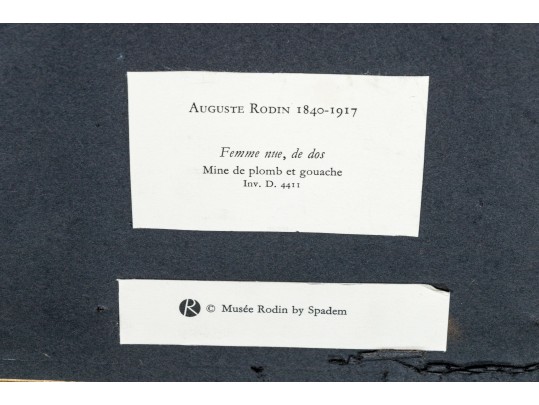 AUGUSTE RODIN 1840-1917
Femme nue, de dos
Mine de plomb et gouache
Inv. D. 4411
R © Musée Rodin by Spadem